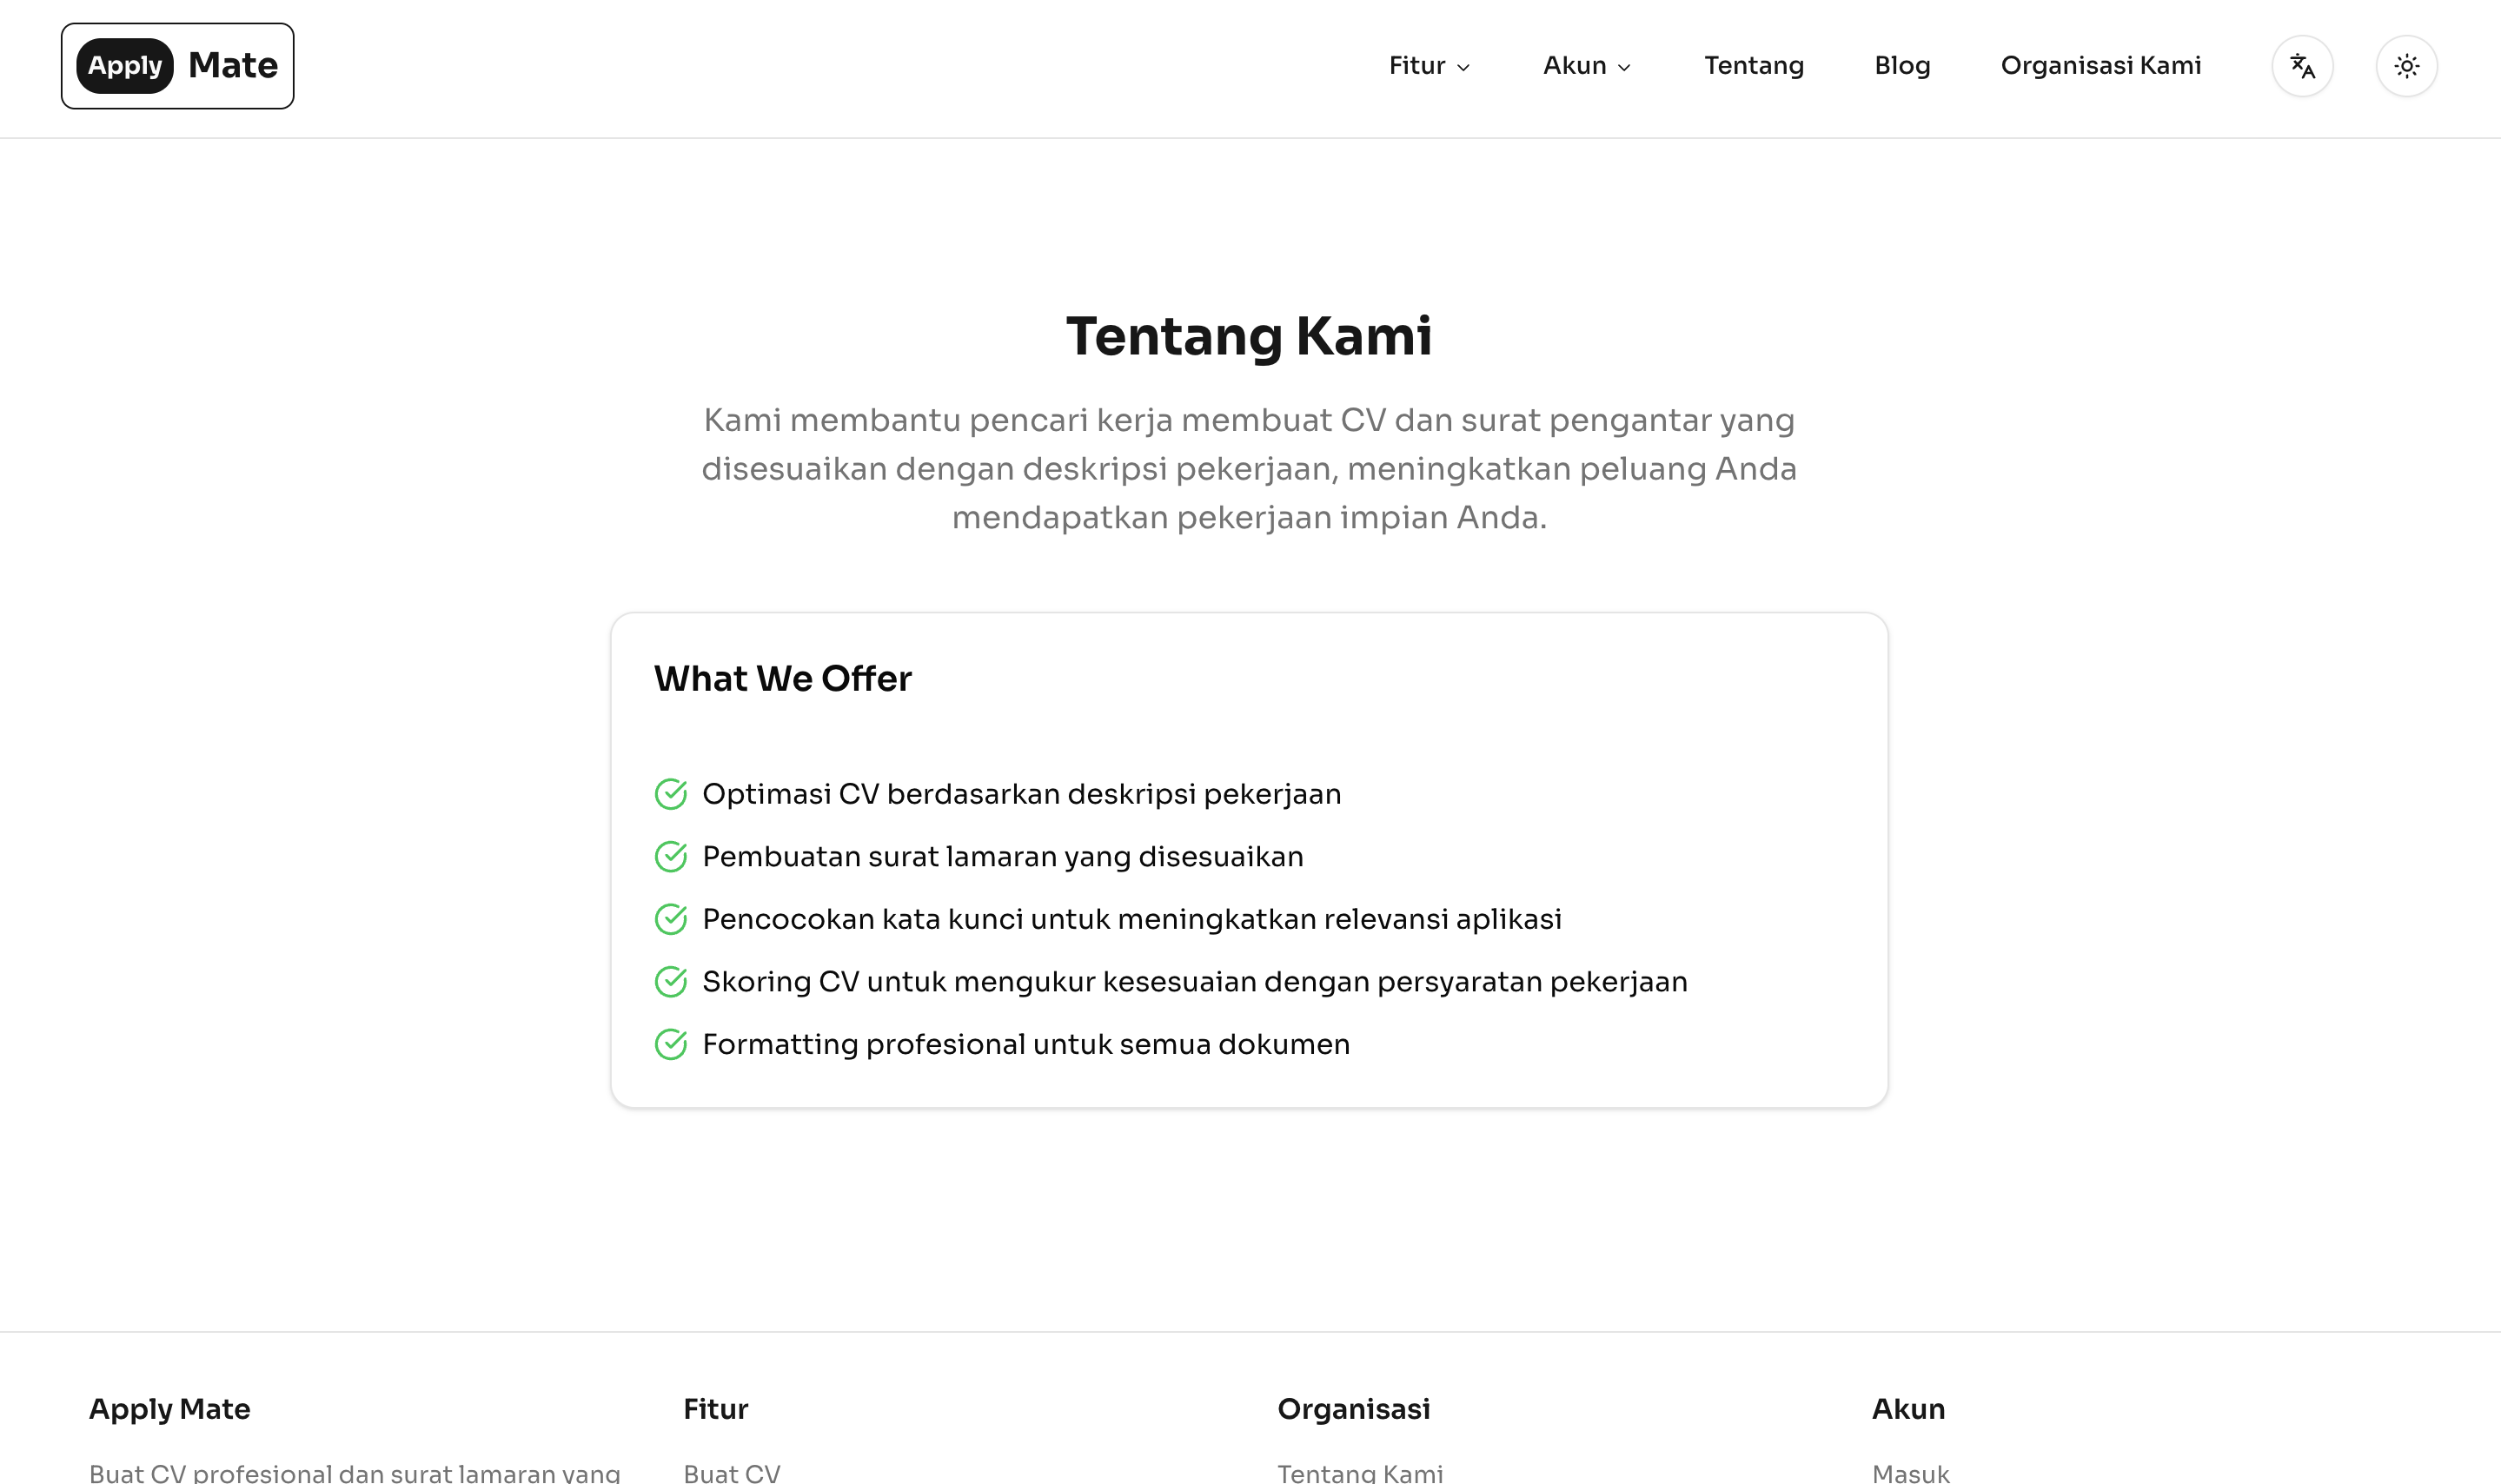 Apply Mate
Fitur
Akun
Tentang
Blog
Organisasi Kami
Tentang Kami
Kami membantu pencari kerja membuat CV dan surat pengantar yang
disesuaikan dengan deskripsi pekerjaan, meningkatkan peluang Anda
mendapatkan pekerjaan impian Anda.
What We Offer
Optimasi CV berdasarkan deskripsi pekerjaan
Pembuatan surat lamaran yang disesuaikan
Pencocokan kata kunci untuk meningkatkan relevansi aplikasi
Skoring CV untuk mengukur kesesuaian dengan persyaratan pekerjaan
Formatting profesional untuk semua dokumen
Apply Mate
Buat CV profesional dan surat lamaran yang
Fitur
Buat CV
Organisasi
Tentang Kami
Akun
Masuk